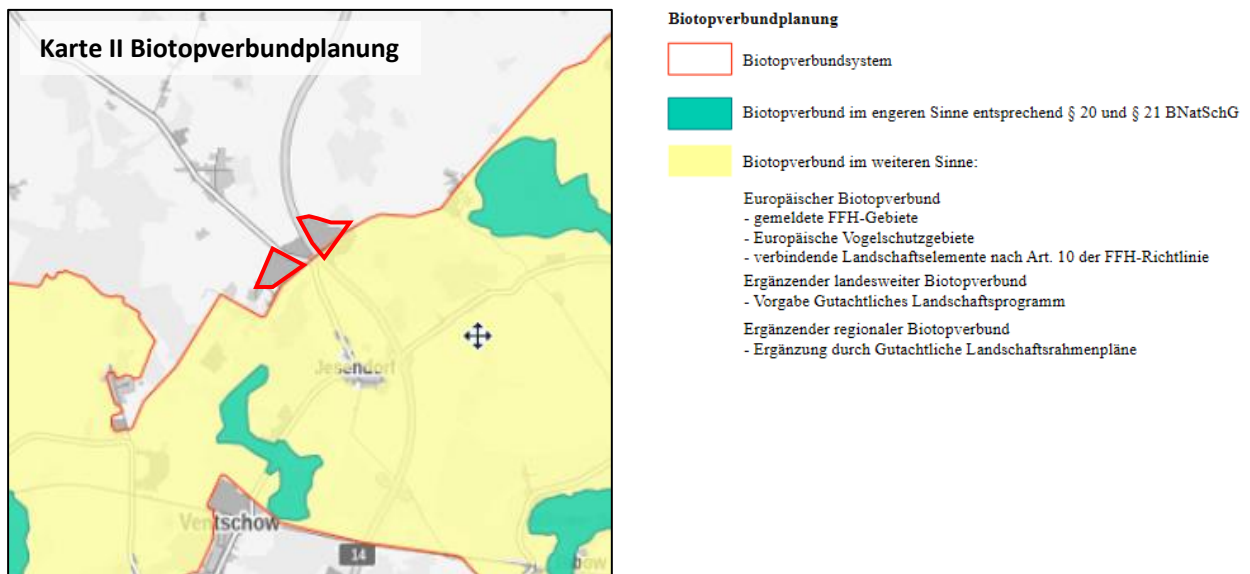 Karte II Biotopverbundplanung
Jesendorf
Ventschow
14
Biotopverbundplanung
Biotopverbundsystem
Biotopverbund im engeren Sinne entsprechend § 20 und § 21 BNatSchG
Biotopverbund im weiteren Sinne:
Europäischer Biotopverbund
- gemeldete FFH-Gebiete
- Europäische Vogelschutzgebiete
- verbindende Landschaftselemente nach Art. 10 der FFH-Richtlinie
Ergänzender landesweiter Biotopverbund
- Vorgabe Gutachtliches Landschaftsprogramm
Ergänzender regionaler Biotopverbund
- Ergänzung durch Gutachtliche Landschaftsrahmenpläne